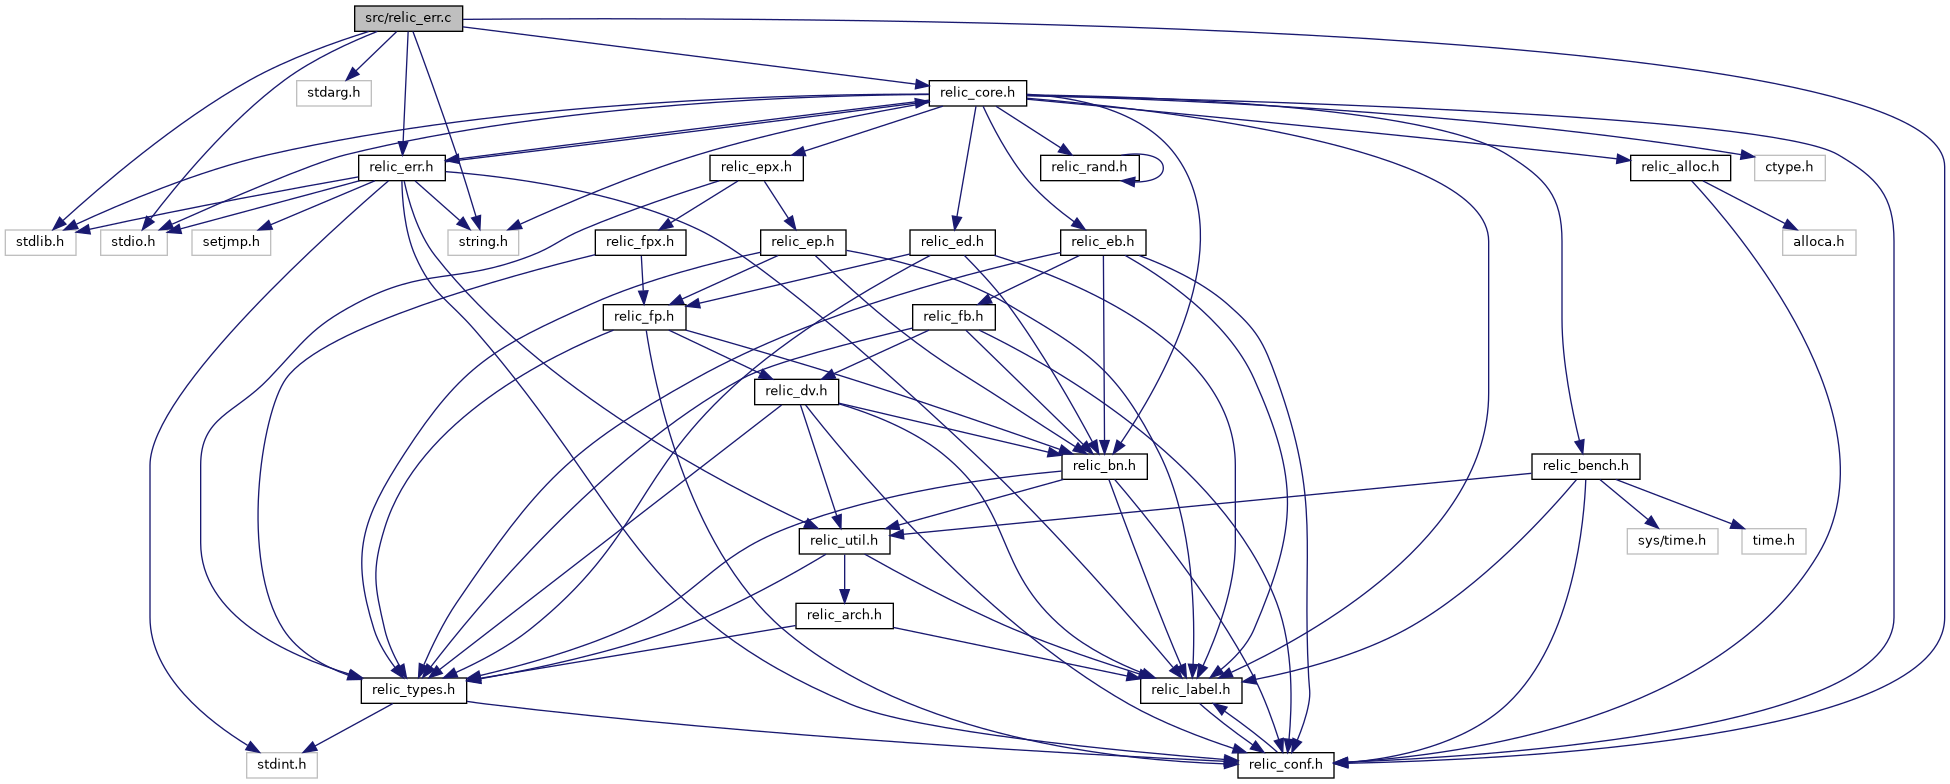 src/relic_err.c
stdarg.h
relic_core.h
relic_err.h
relic_epx.h
relic_rand.h
relic_alloc.h
ctype.h
stdlib.h
stdio.h
setjmp.h
string.h
relic_fpx.h
relic_ep.h
relic_ed.h
relic_eb.h
alloca.h
relic_fp.h
relic_fb.h
relic_dv.h
relic_bn.h
relic_bench.h
relic_util.h
sys/time.h
time.h
relic_arch.h
relic_types.h
relic_label.h
stdint.h
relic_conf.h